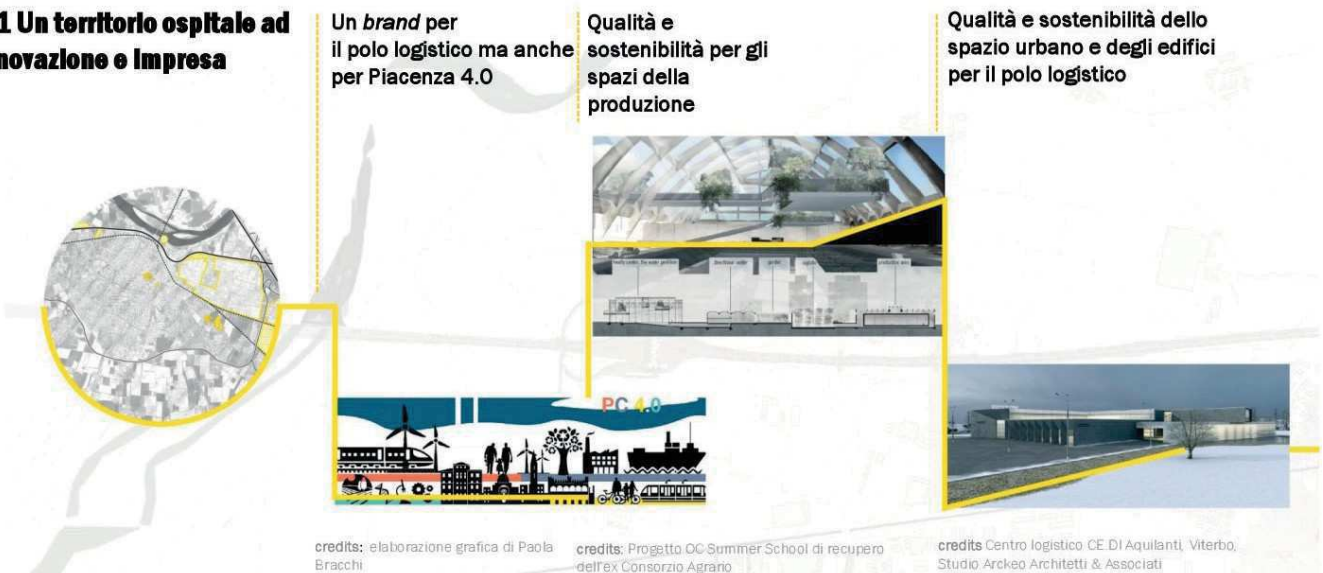 1 Un territorio ospitale ad
novazione e impresa
Un brand per
il polo logistico ma anche
per Piacenza 4.0
Qualità e
sostenibilità per gli
spazi della
produzione
Qualità e sostenibilità dello
spazio urbano e degli edifici
per il polo logistico
PC 4.0
credits: elaborazione grafica di Paola
Bracchi
credits: Progetto OC Summer School di recupero
dell'ex Consorzio Agrario
credits Centro logistico CE.DI Aquilanti, Viterbo,
Studio Arckeo Architetti & Associati